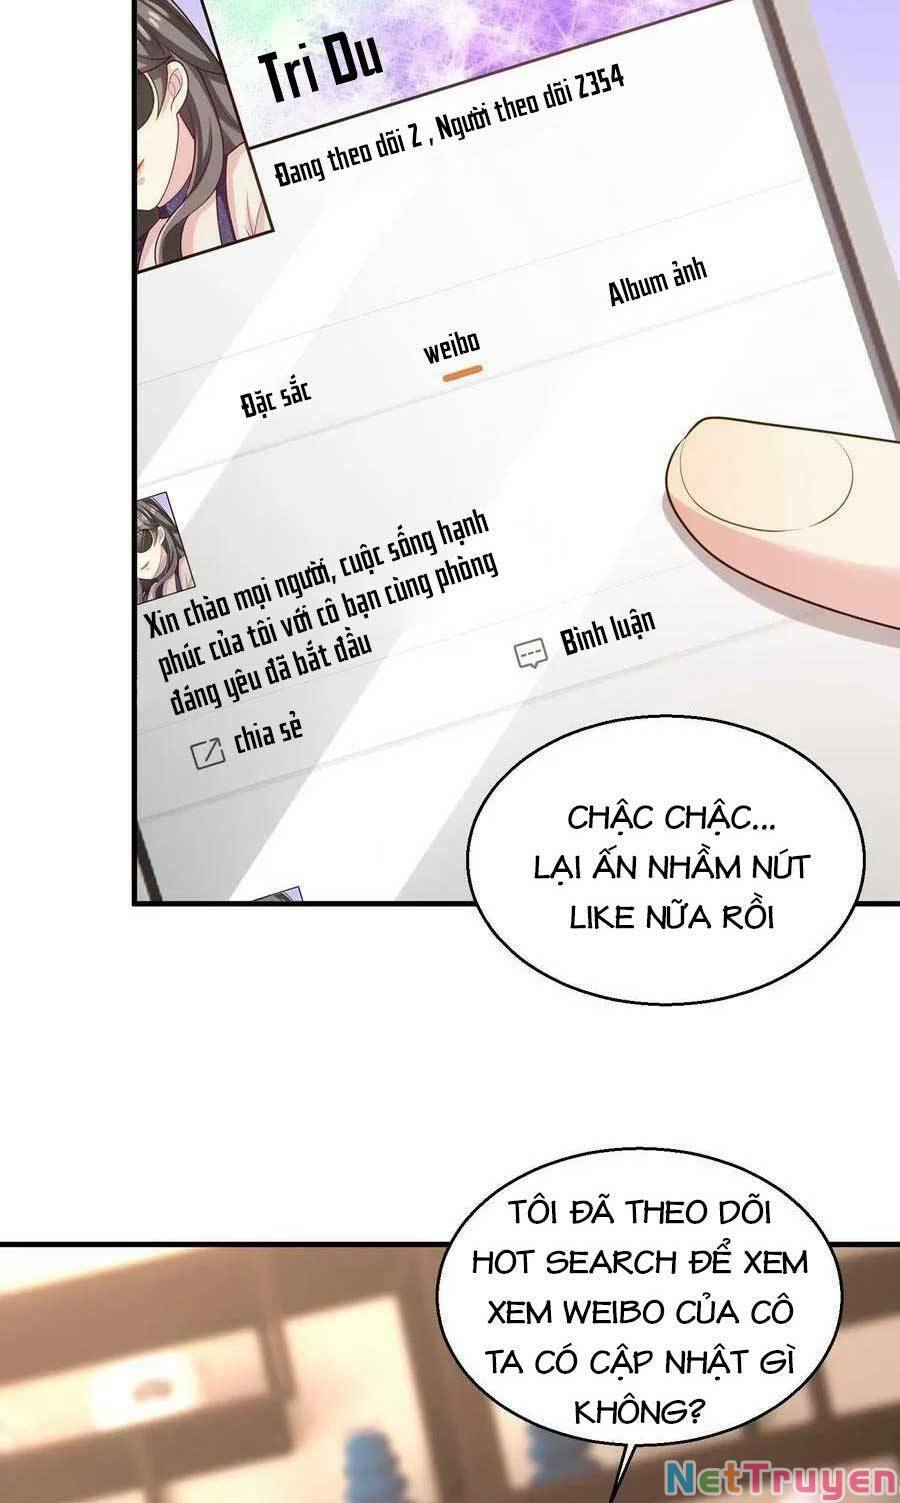 Tri Du
Đang theo dõi 2 , Người theo dõi 2354
Đặc sắc
weibo
Album ảnh
Xin chào mọi người, cuộc sống hạnh
phúc của tôi với cô bạn cùng phòng
đáng yêu đã bắt đầu
chia sẻ
Bình luận
CHẬC CHẬC...
LẠI ẤN NHẦM NÚT
LIKE NỮA RỒI
TÔI ĐÃ THEO DÕI
HOT SEARCH ĐỂ XEM
XEM WEIBO CỦA CÔ
TA CÓ CẬP NHẬT GÌ
KHÔNG?
NetTruyen